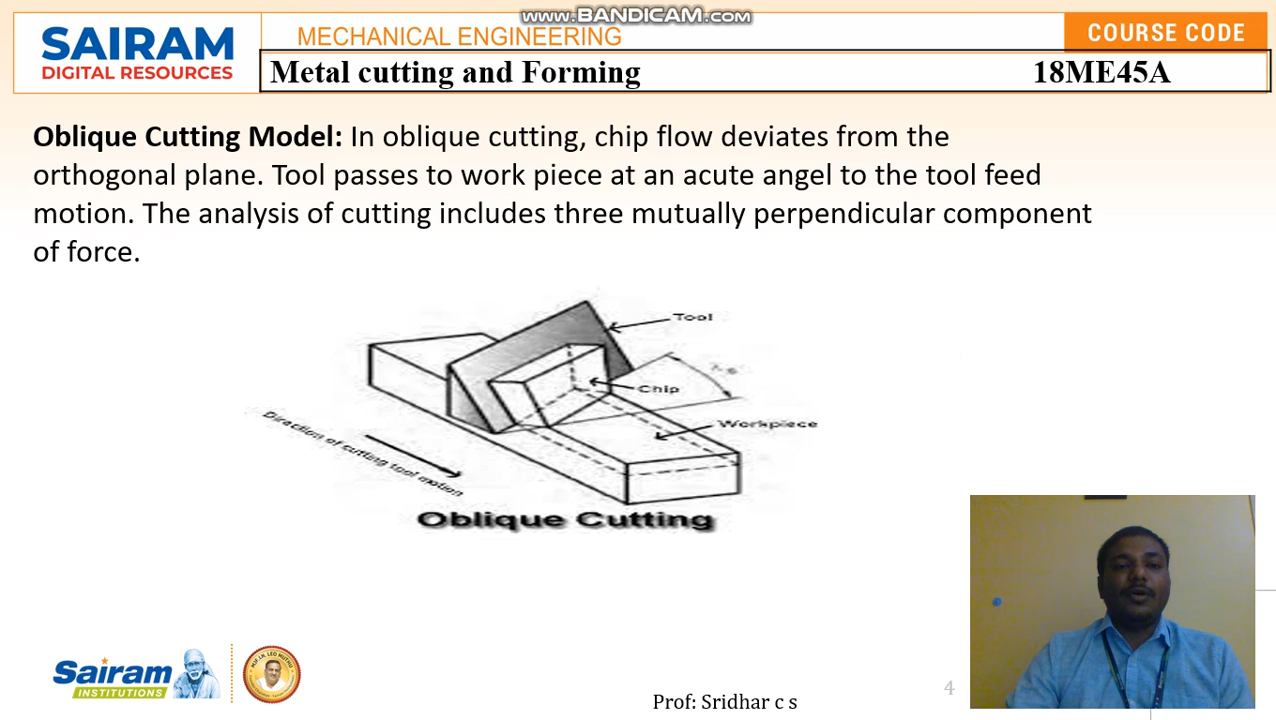 www.BANDICAM.com
SAIRAM
DIGITAL RESOURCES
MECHANICAL ENGINEERING
COURSE CODE
Metal cutting and Forming 18ME45A
Oblique Cutting Model: In oblique cutting, chip flow deviates from the
orthogonal plane. Tool passes to work piece at an acute angel to the tool feed
motion. The analysis of cutting includes three mutually perpendicular component
of force.
Tool
Chip
Workpiece
Direction of cutting tool motion
Oblique Cutting
Sairam
INSTITUTIONS
Prof: Sridhar c s
4